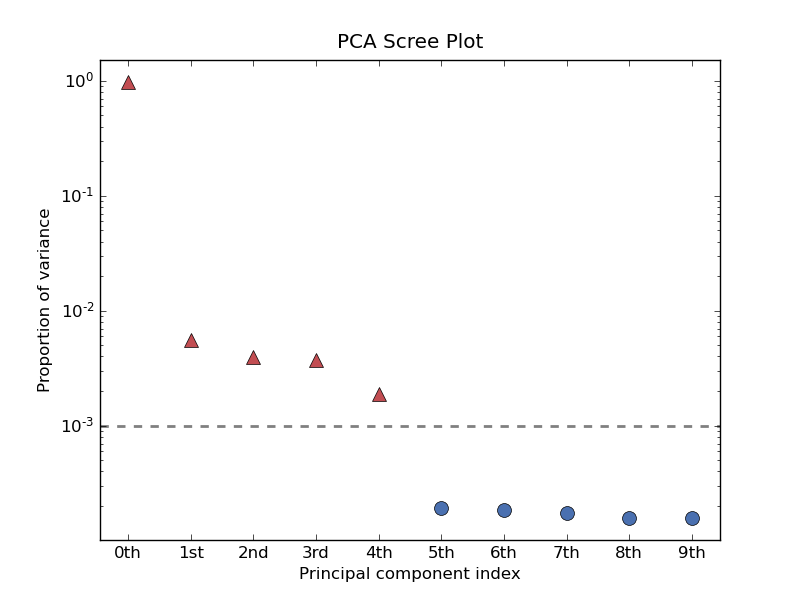 PCA Scree Plot
10^0
10^-1
10^-2
10^-3
Proportion of variance
0th 1st 2nd 3rd 4th 5th 6th 7th 8th 9th
Principal component index